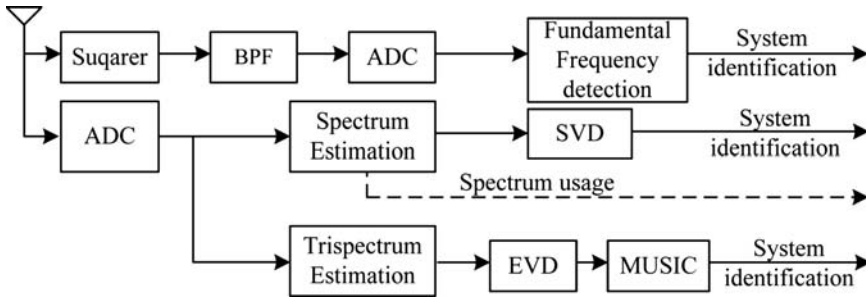 Suqarer
BPF
ADC
Fundamental
Frequency
detection
System
identification
ADC
Spectrum
Estimation
SVD
System
identification
Spectrum usage
Trispectrum
Estimation
EVD
MUSIC
System
identification